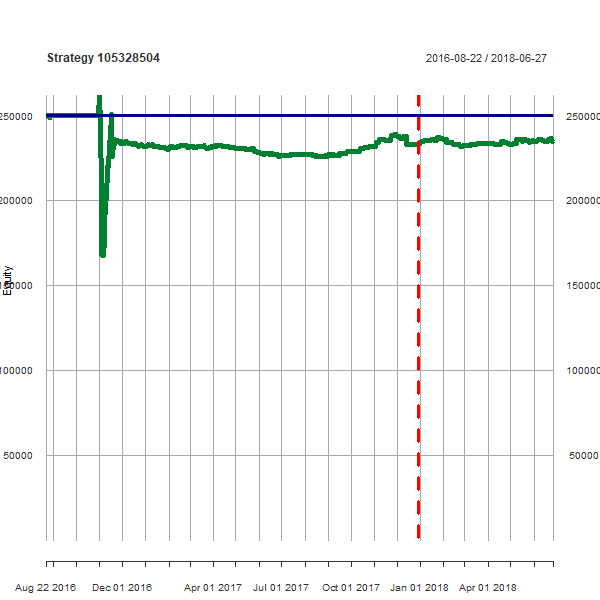 Strategy 105328504
2016-08-22 / 2018-06-27
250000
250000
200000
200000
Equity
150000
150000
100000
100000
50000
50000
Aug 22 2016
Dec 01 2016
Apr 01 2017
Jul 01 2017
Oct 01 2017
Jan 01 2018
Apr 01 2018